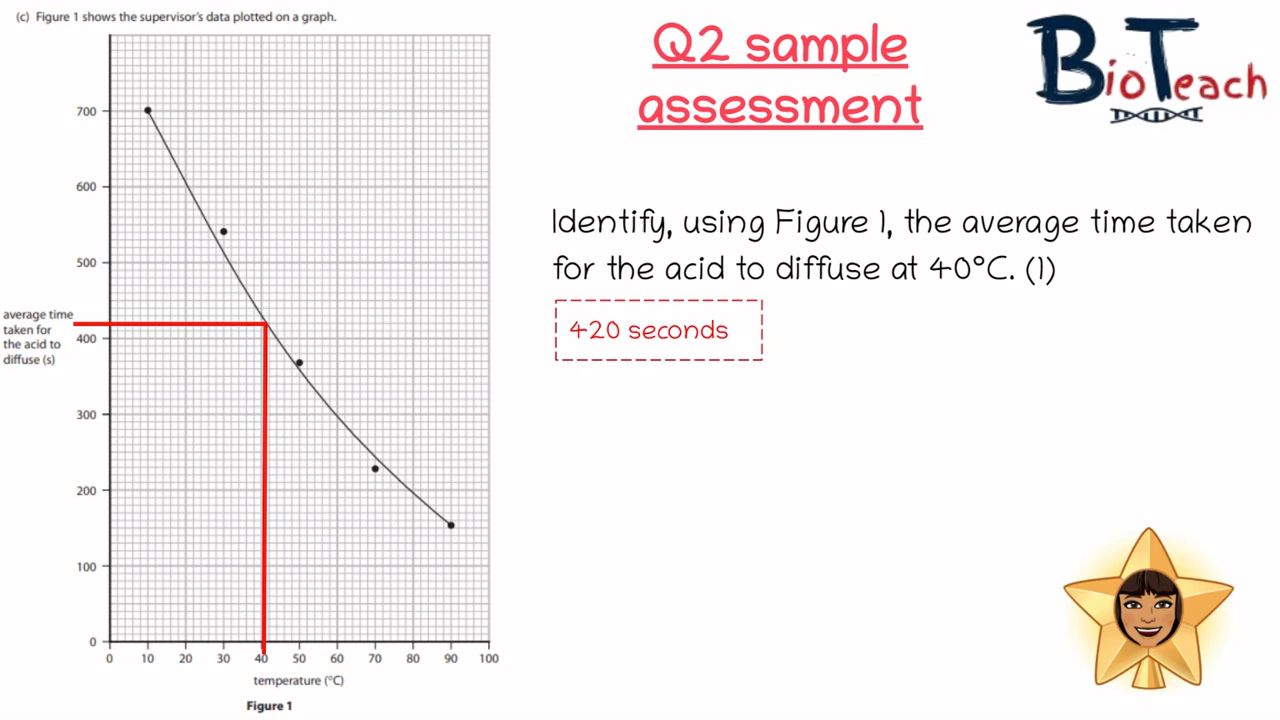 (c) Figure 1 shows the supervisor's data plotted on a graph.
700
600
500
400
300
200
100
0
average time
taken for
the acid to
diffuse (s)
0 10 20 30 40 50 60 70 80 90 100
temperature (°C)
Figure 1
Q2 sample
assessment
BioTeach
Identify, using Figure 1, the average time taken
for the acid to diffuse at 40°C. (1)
420 seconds